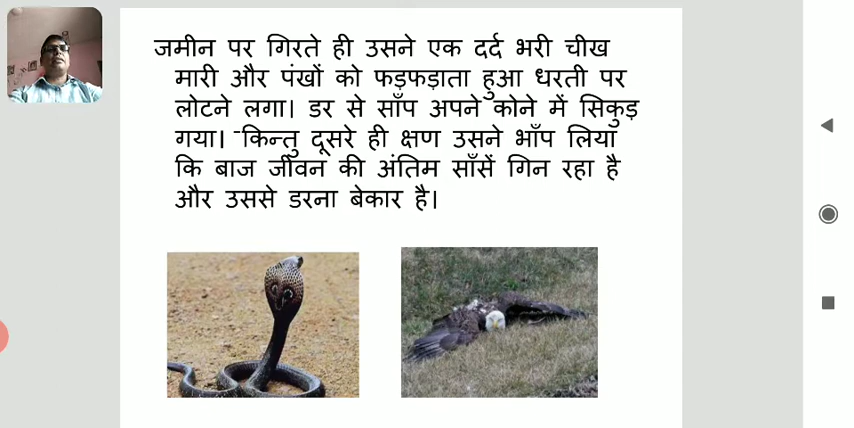 जमीन पर गिरते ही उसने एक दर्द भरी चीख
मारी और पंखों को फड़फड़ाता हुआ धरती पर
लोटने लगा। डर से साँप अपने कोने में सिकुड़
गया। -किन्तु दूसरे ही क्षण उसने भाँप लिया
कि बाज जीवन की अंतिम साँसें गिन रहा है
और उससे डरना बेकार है।